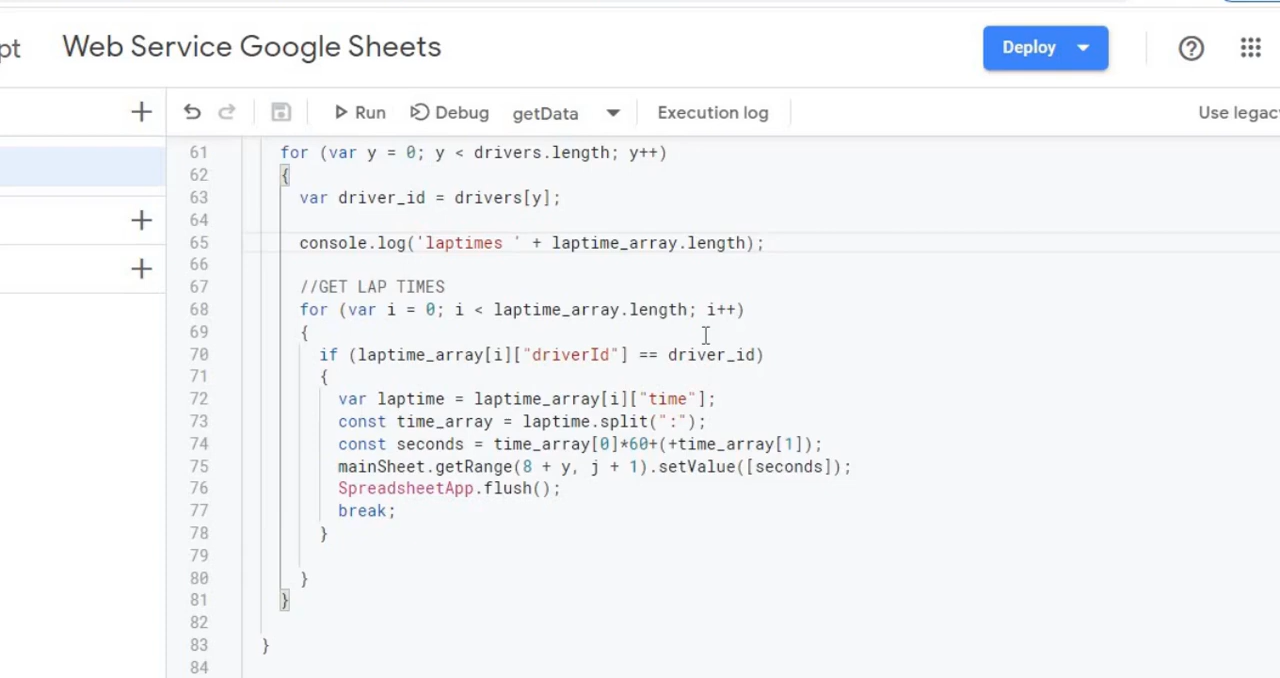 pt Web Service Google Sheets Deploy
Run Debug getData Execution log Use legac
61 for (var y = 0; y < drivers.length; y++)
62 {
63 var driver_id = drivers[y];
64
65 console.log('laptimes ' + laptime_array.length);
66
67 //GET LAP TIMES
68 for (var i = 0; i < laptime_array.length; i++)
69 {
70 if (laptime_array[i]["driverId"] == driver_id)
71 {
72 var laptime = laptime_array[i]["time"];
73 const time_array = laptime.split(":");
74 const seconds = time_array[0]*60+(+time_array[1]);
75 mainSheet.getRange(8 + y, j + 1).setValue([seconds]);
76 SpreadsheetApp.flush();
77 break;
78 }
79
80 }
81 }
82
83 }
84